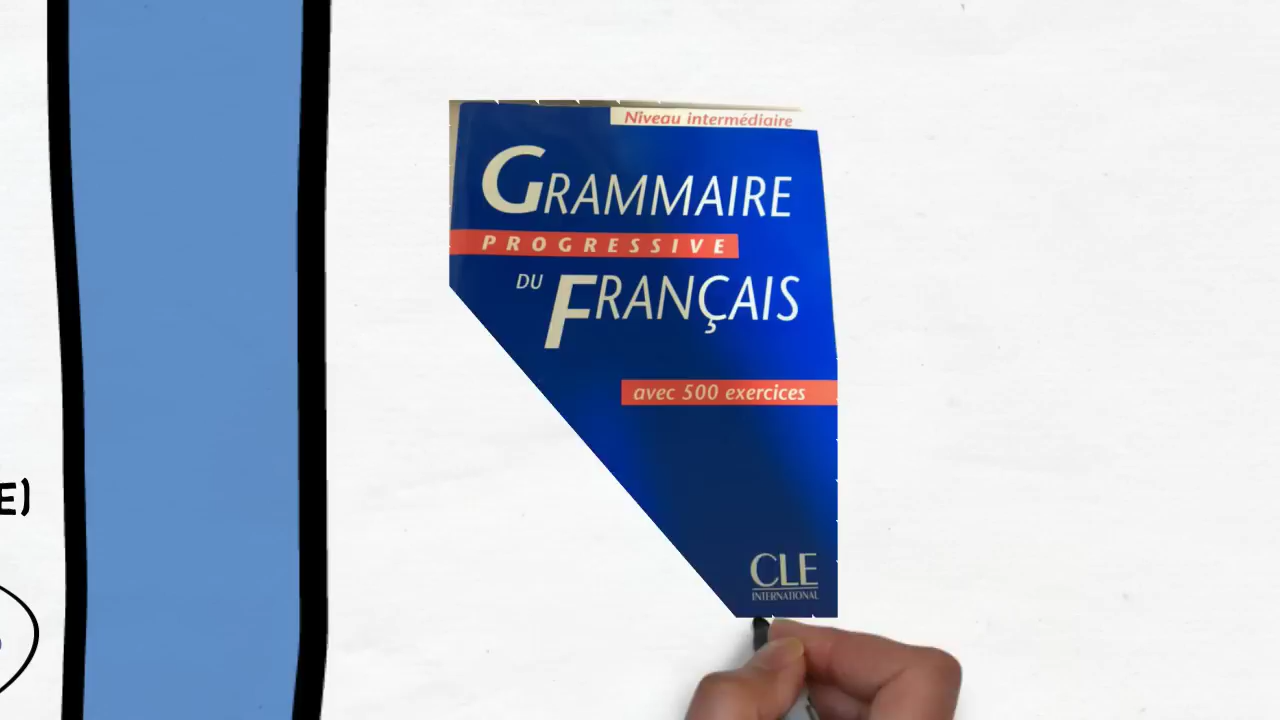 Niveau intermédiaire
GRAMMAIRE
PROGRESSIVE
DU FRANÇAIS
avec 500 exercices
E)
CLE
INTERNATIONAL